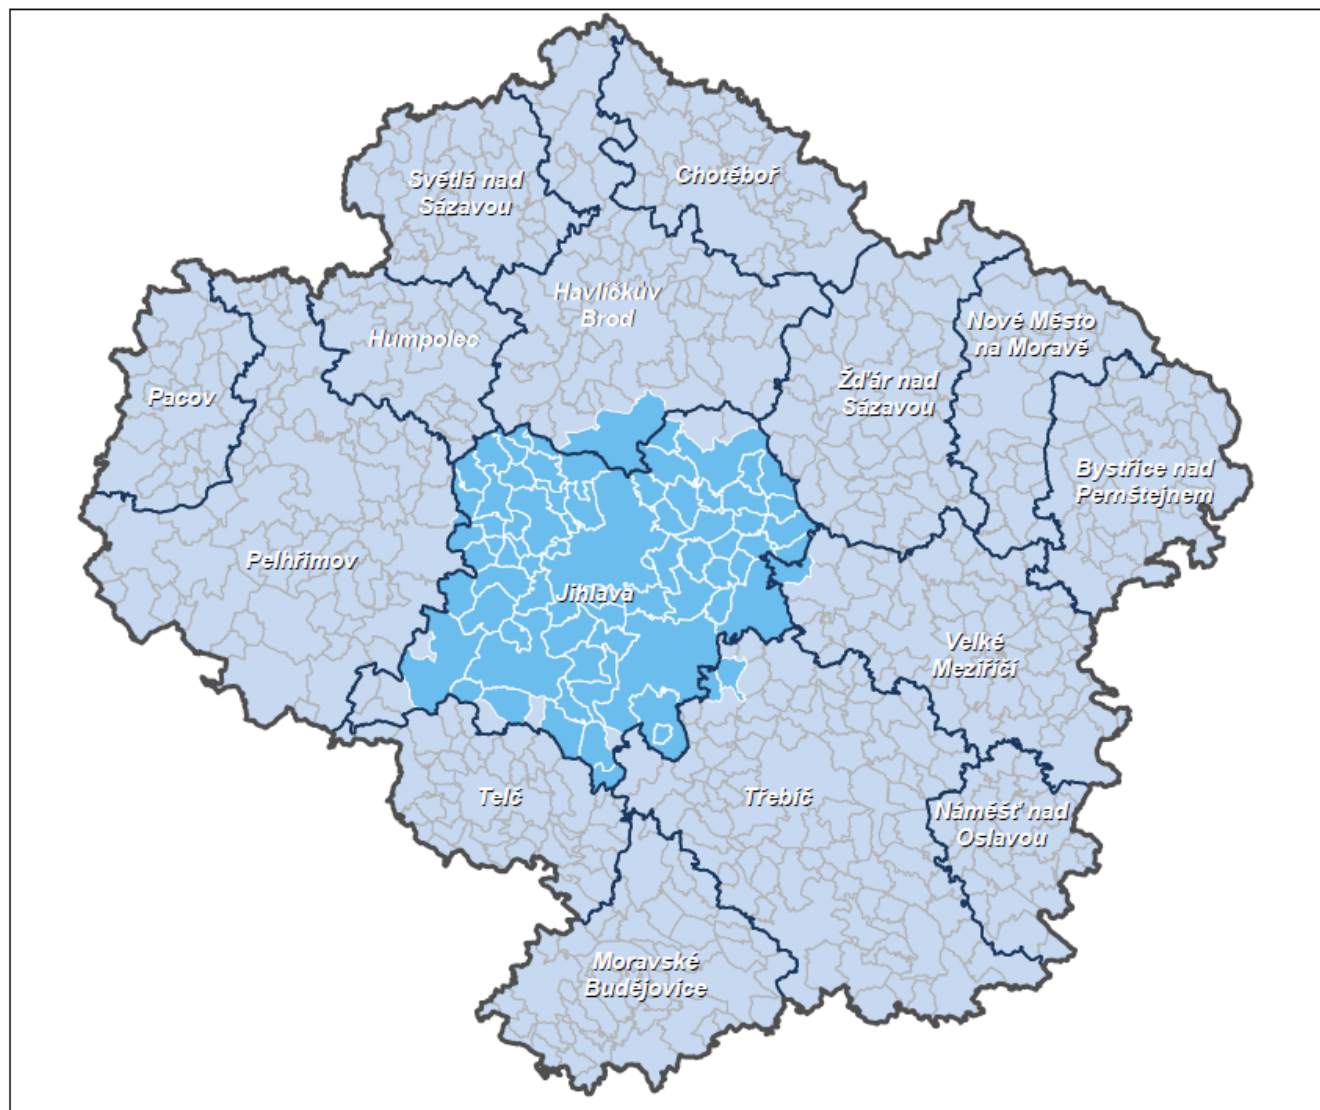 Světlá nad
Sázavou
Chotěboř
Havlíčkův
Brod
Humpolec
Nové Město
na Moravě
Pacov
Žďár nad
Sázavou
Bystřice nad
Pernštejnem
Pelhřimov
Jihlava
Velké
Meziříčí
Telč
Třebíč
Náměšť nad
Oslavou
Moravské
Budějovice